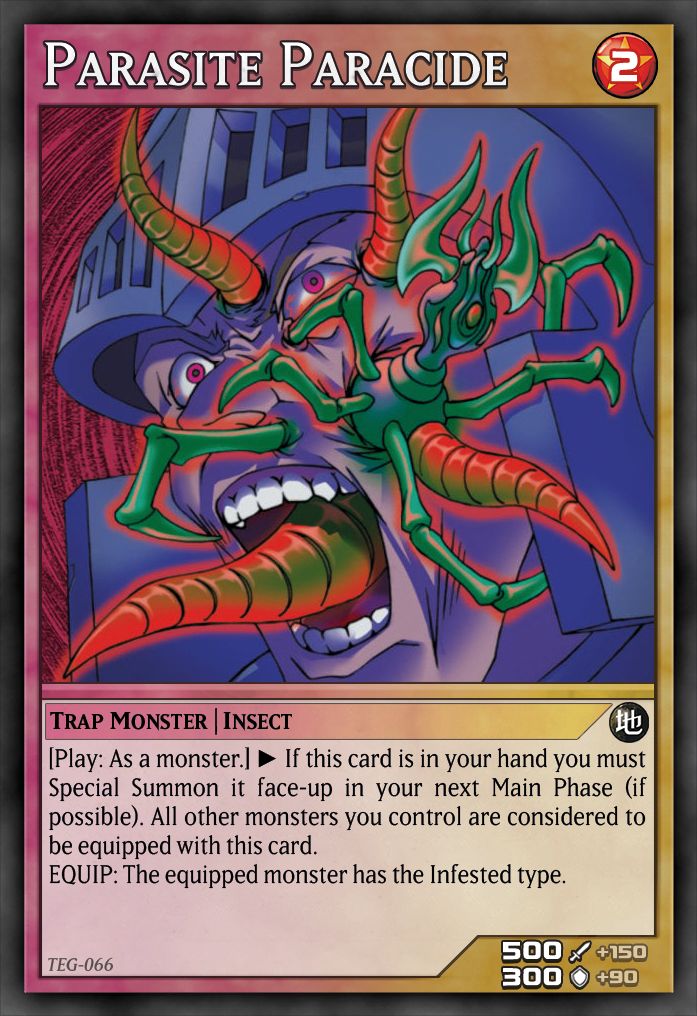 PARASITE PARACIDE
2
TRAP MONSTER | INSECT
地
[Play: As a monster.] ► If this card is in your hand you must
Special Summon it face-up in your next Main Phase (if
possible). All other monsters you control are considered to
be equipped with this card.
EQUIP: The equipped monster has the Infested type.
500 +150
300 +90
TEG-066